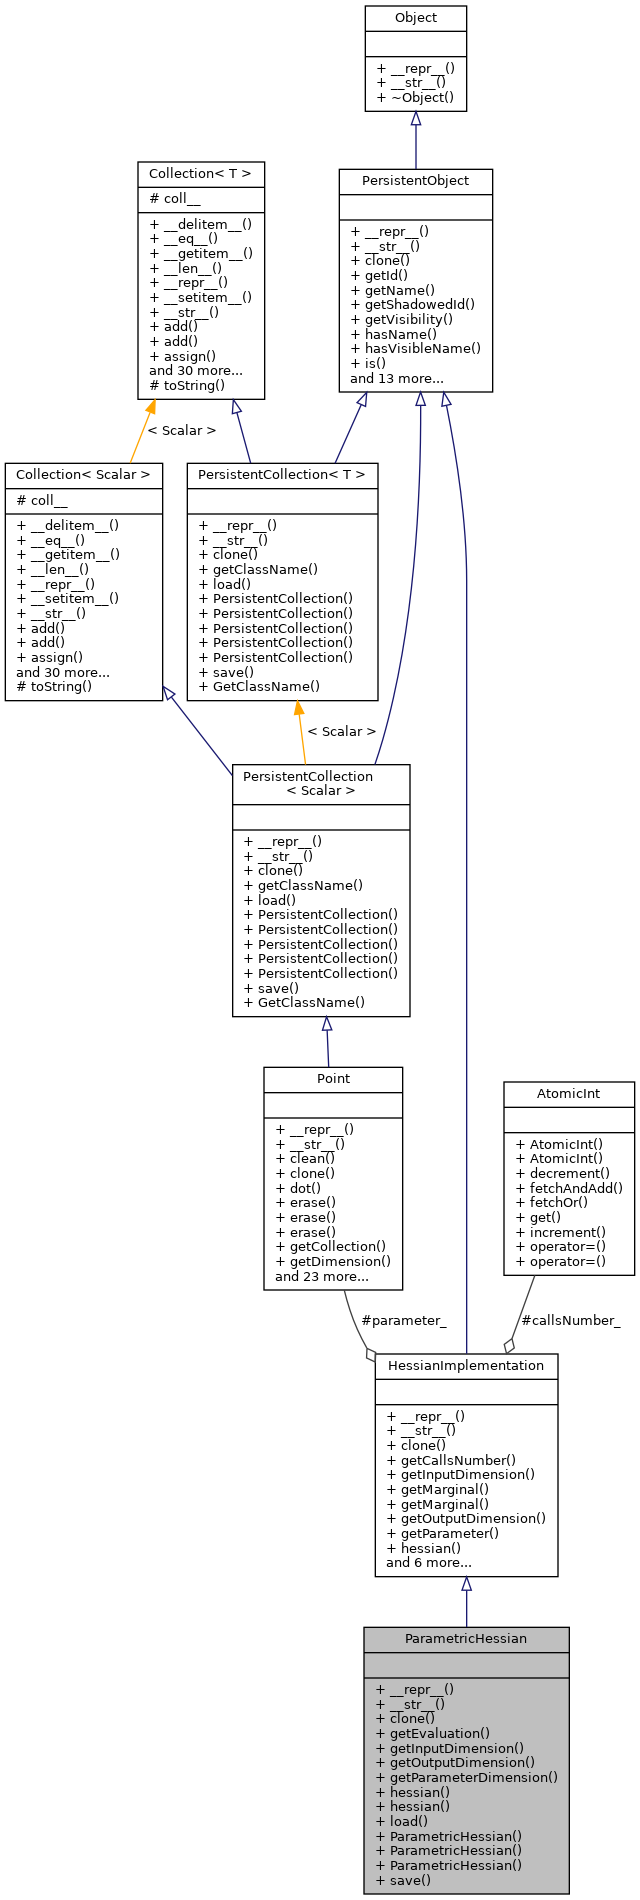 Object
+ __repr__()
+ __str__()
+ ~Object()
Collection< T >
# coll__
+ __delitem__()
+ __eq__()
+ __getitem__()
+ __len__()
+ __repr__()
+ __setitem__()
+ __str__()
+ add()
+ add()
+ assign()
and 30 more...
# toString()
PersistentObject
+ __repr__()
+ __str__()
+ clone()
+ getId()
+ getName()
+ getShadowedId()
+ getVisibility()
+ hasName()
+ hasVisibleName()
+ is()
and 13 more...
< Scalar >
Collection< Scalar >
# coll__
+ __delitem__()
+ __eq__()
+ __getitem__()
+ __len__()
+ __repr__()
+ __setitem__()
+ __str__()
+ add()
+ add()
+ assign()
and 30 more...
# toString()
PersistentCollection< T >
+ __repr__()
+ __str__()
+ clone()
+ getClassName()
+ load()
+ PersistentCollection()
+ PersistentCollection()
+ PersistentCollection()
+ PersistentCollection()
+ PersistentCollection()
+ save()
+ GetClassName()
< Scalar >
PersistentCollection
< Scalar >
+ __repr__()
+ __str__()
+ clone()
+ getClassName()
+ load()
+ PersistentCollection()
+ PersistentCollection()
+ PersistentCollection()
+ PersistentCollection()
+ PersistentCollection()
+ save()
+ GetClassName()
Point
+ __repr__()
+ __str__()
+ clean()
+ clone()
+ dot()
+ erase()
+ erase()
+ erase()
+ getCollection()
+ getDimension()
and 23 more...
AtomicInt
+ AtomicInt()
+ AtomicInt()
+ decrement()
+ fetchAndAdd()
+ fetchOr()
+ get()
+ increment()
+ operator=()
+ operator=()
#parameter_
#callsNumber_
HessianImplementation
+ __repr__()
+ __str__()
+ clone()
+ getCallsNumber()
+ getInputDimension()
+ getMarginal()
+ getMarginal()
+ getOutputDimension()
+ getParameter()
+ hessian()
and 6 more...
ParametricHessian
+ __repr__()
+ __str__()
+ clone()
+ getEvaluation()
+ getInputDimension()
+ getOutputDimension()
+ getParameterDimension()
+ hessian()
+ hessian()
+ load()
+ ParametricHessian()
+ ParametricHessian()
+ ParametricHessian()
+ save()